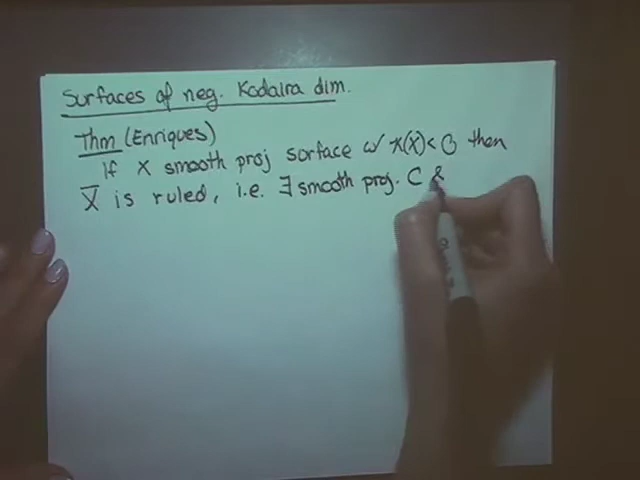 Surfaces of neg. Kodaira dim.
Thm (Enriques)
If X smooth proj surface w/ κ(X) < 0 then
X̅ is ruled, i.e. ∃ smooth proj. C &